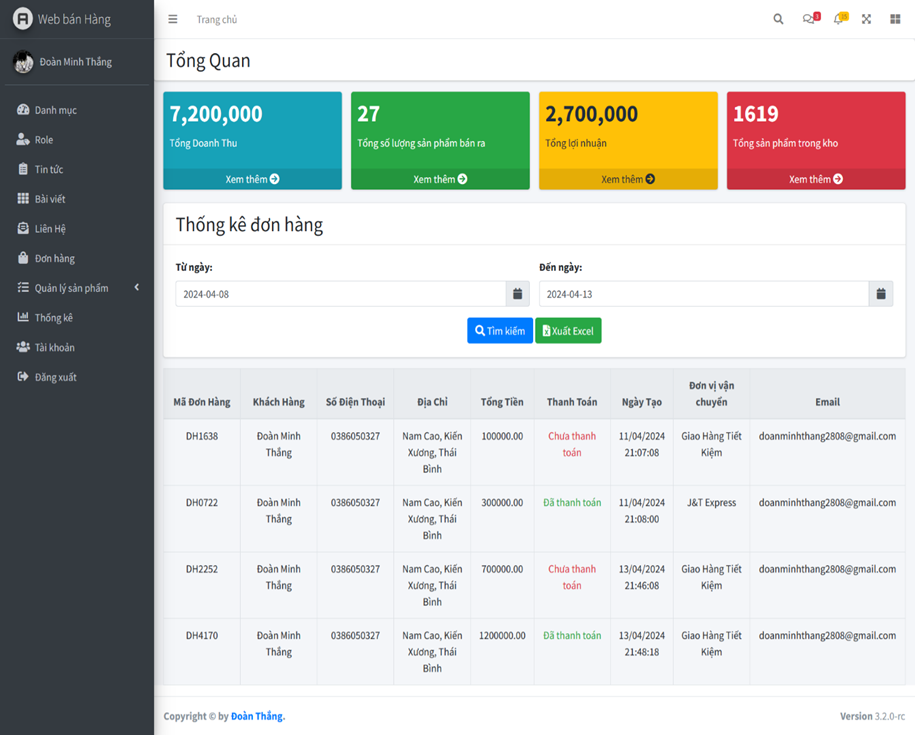 Web bán Hàng
Trang chủ
3
15
Đoàn Minh Thắng
Danh mục
Role
Tin tức
Bài viết
Liên Hệ
Đơn hàng
Quản lý sản phẩm
Thống kê
Tài khoản
Đăng xuất
Tổng Quan
7,200,000
Tổng Doanh Thu
Xem thêm
27
Tổng số lượng sản phẩm bán ra
Xem thêm
2,700,000
Tổng lợi nhuận
Xem thêm
1619
Tổng sản phẩm trong kho
Xem thêm
Thống kê đơn hàng
Từ ngày:
Đến ngày:
2024-04-08
2024-04-13
Tìm kiếm
Xuất Excel
Mã Đơn Hàng Khách Hàng Số Điện Thoại Địa Chỉ Tổng Tiền Thanh Toán Ngày Tạo Đơn vị vận chuyển Email
DH1638 Đoàn Minh Thắng 0386050327 Nam Cao, Kiến Xương, Thái Bình 100000.00 Chưa thanh toán 11/04/2024 21:07:08 Giao Hàng Tiết Kiệm doanminhthang2808@gmail.com
DH0722 Đoàn Minh Thắng 0386050327 Nam Cao, Kiến Xương, Thái Bình 300000.00 Đã thanh toán 11/04/2024 21:08:00 J&T Express doanminhthang2808@gmail.com
DH2252 Đoàn Minh Thắng 0386050327 Nam Cao, Kiến Xương, Thái Bình 700000.00 Chưa thanh toán 13/04/2024 21:46:08 Giao Hàng Tiết Kiệm doanminhthang2808@gmail.com
DH4170 Đoàn Minh Thắng 0386050327 Nam Cao, Kiến Xương, Thái Bình 1200000.00 Đã thanh toán 13/04/2024 21:48:18 Giao Hàng Tiết Kiệm doanminhthang2808@gmail.com
Copyright © by Đoàn Thắng.
Version 3.2.0-rc